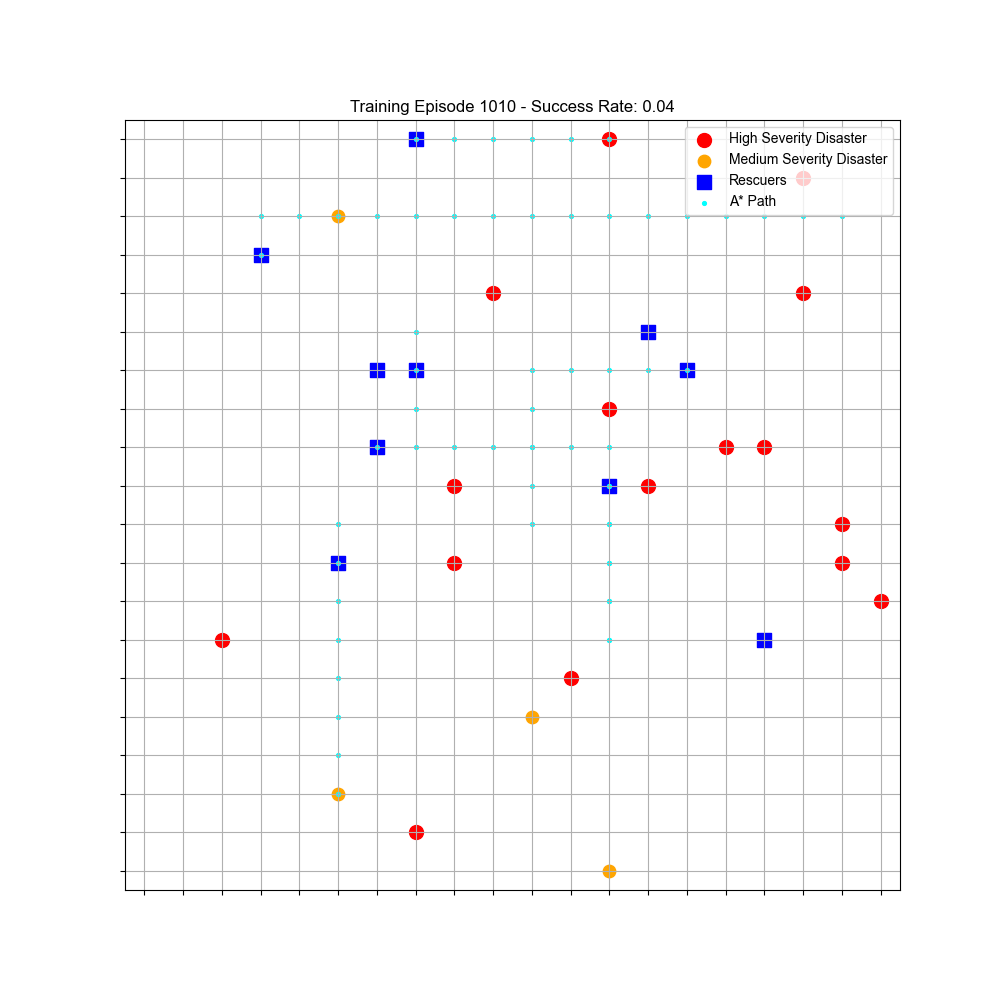 Training Episode 1010 - Success Rate: 0.04
High Severity Disaster
Medium Severity Disaster
Rescuers
A* Path